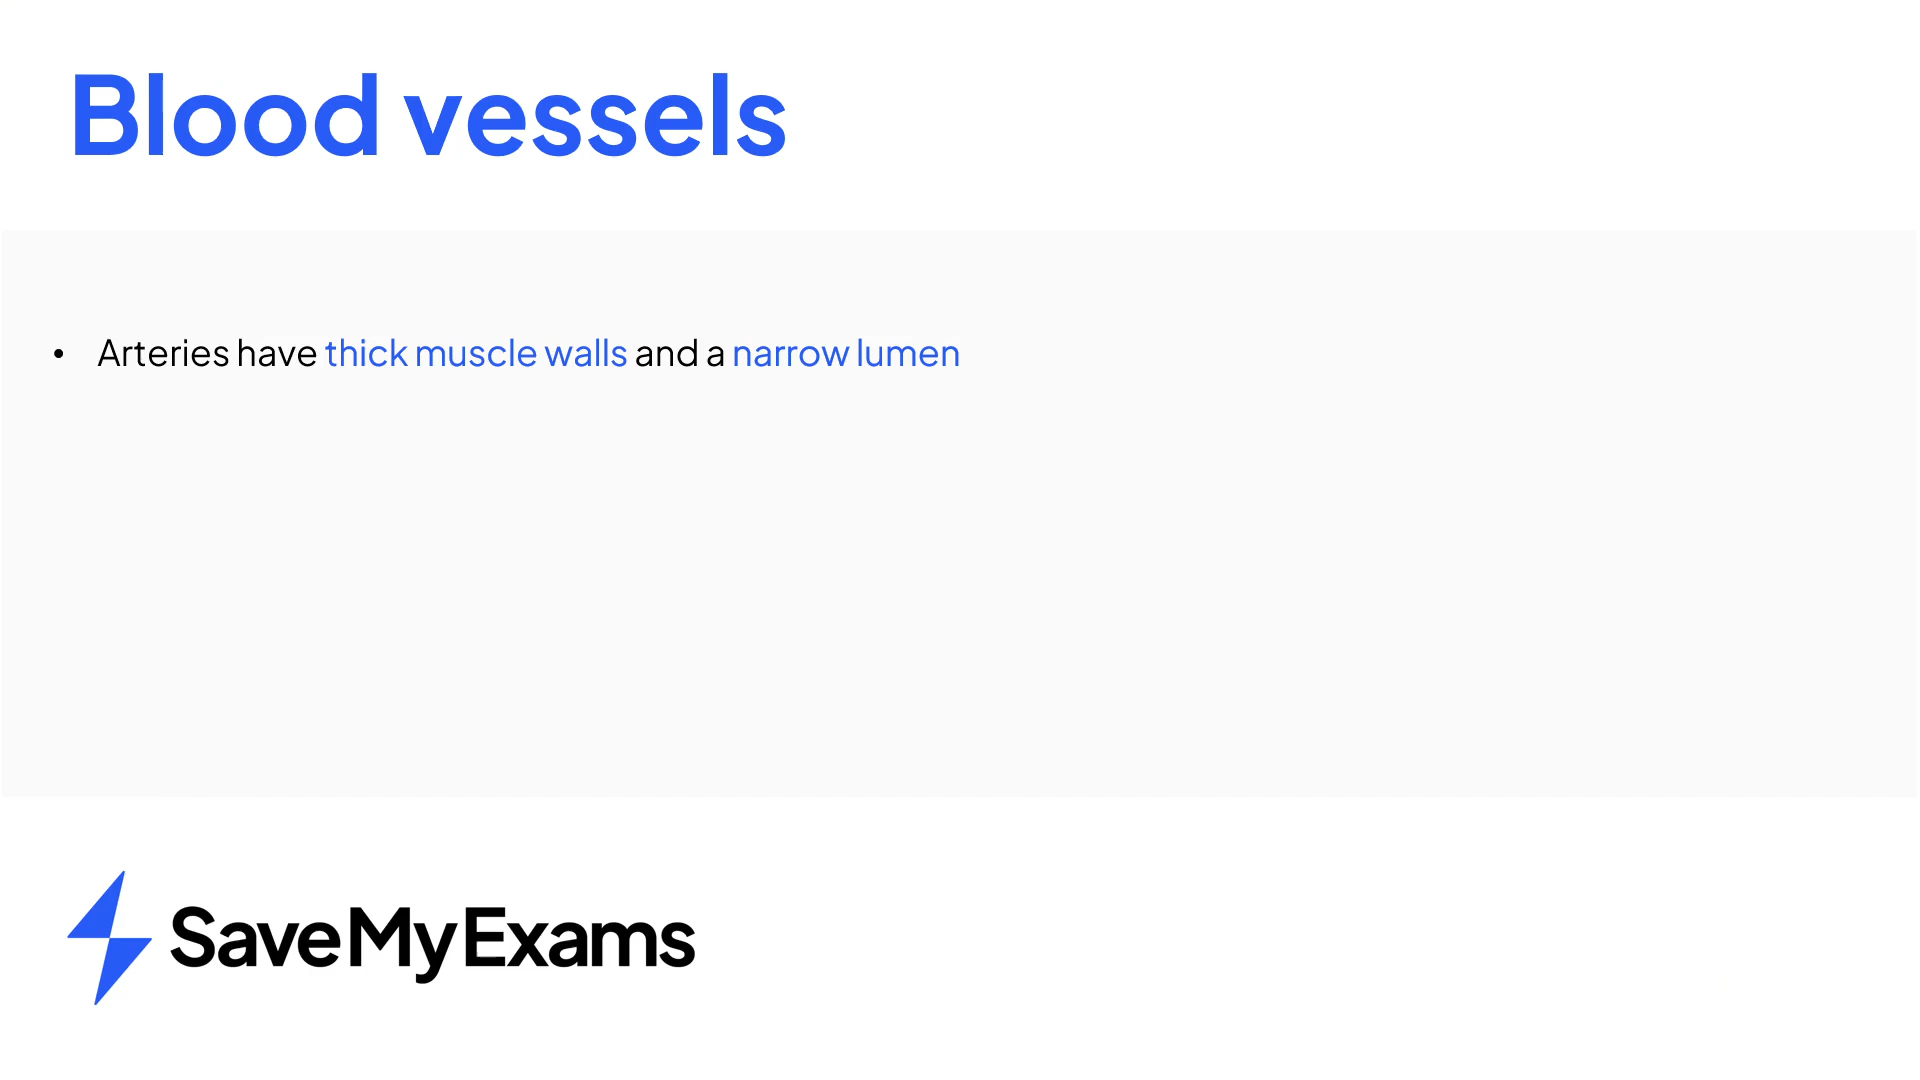 Blood vessels
• Arteries have thick muscle walls and a narrow lumen
SaveMyExams